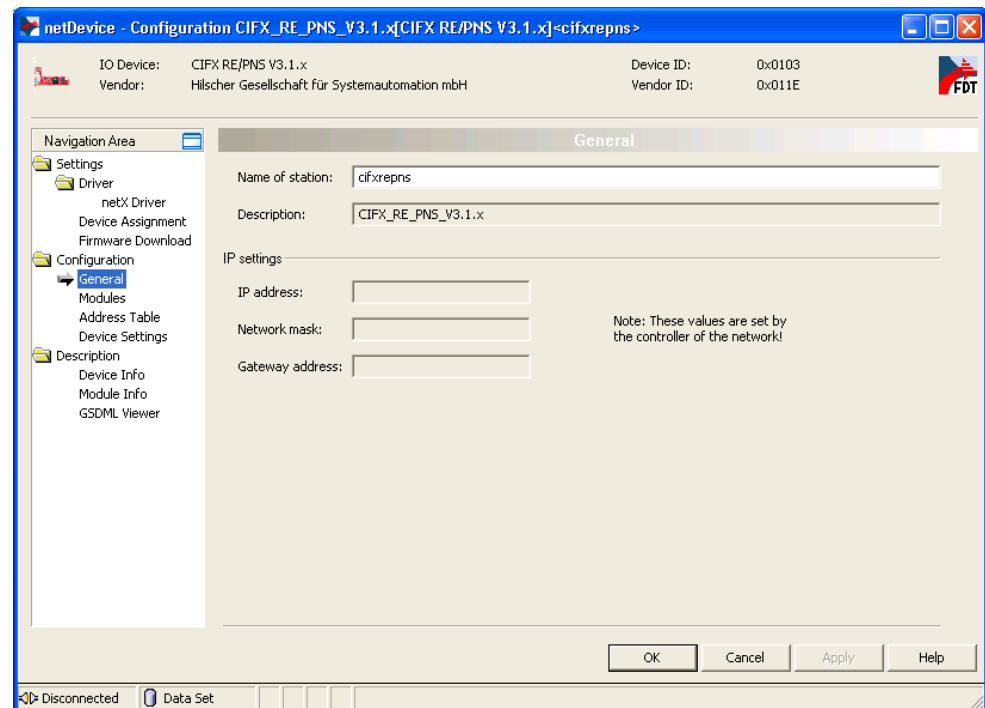 netDevice - Configuration CIFX_RE_PNS_V3.1.x[CIFX RE/PNS V3.1.x]<cifxrepns>
IO Device: CIFX RE/PNS V3.1.x Device ID: 0x0103
Vendor: Hilscher Gesellschaft für Systemautomation mbH Vendor ID: 0x011E
FDT
Navigation Area
Settings
Driver
netX Driver
Device Assignment
Firmware Download
Configuration
General
Modules
Address Table
Device Settings
Description
Device Info
Module Info
GSDML Viewer
General
Name of station: cifxrepns
Description: CIFX_RE_PNS_V3.1.x
IP settings
IP address:
Network mask:
Gateway address:
Note: These values are set by
the controller of the network!
OK Cancel Apply Help
Disconnected Data Set